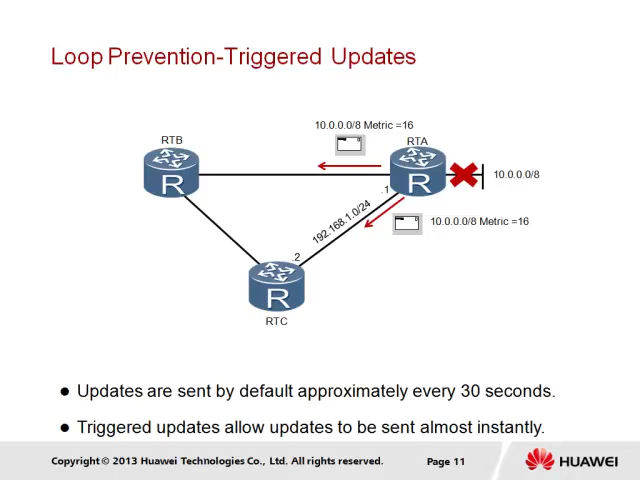 Loop Prevention-Triggered Updates
10.0.0.0/8 Metric =16
RTB
RTA
R
R
10.0.0.0/8
.1
192.168.1.0/24
10.0.0.0/8 Metric =16
.2
R
RTC
● Updates are sent by default approximately every 30 seconds.
● Triggered updates allow updates to be sent almost instantly.
Copyright © 2013 Huawei Technologies Co., Ltd. All rights reserved.
Page 11
HUAWEI